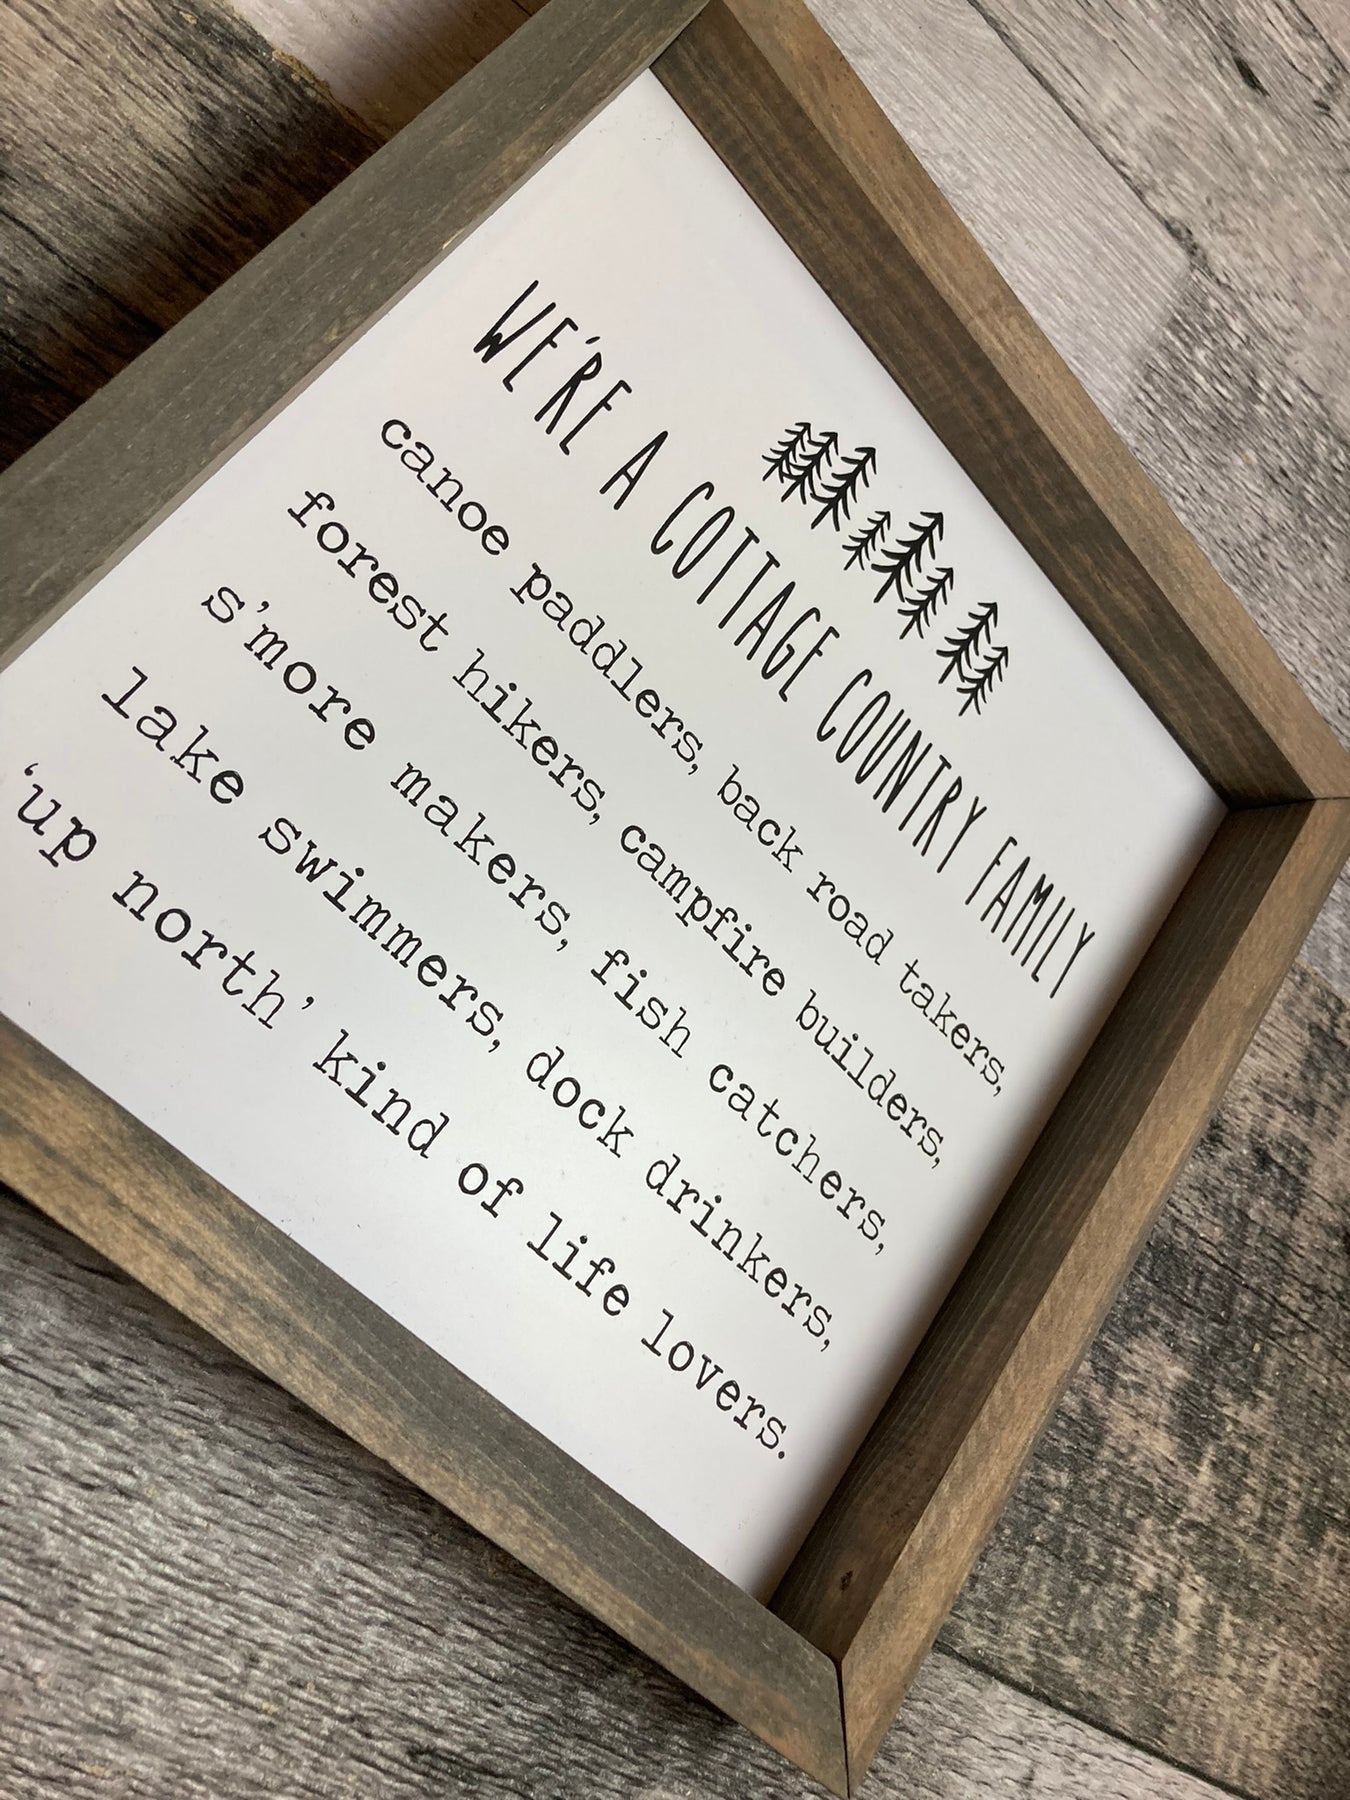 WE'RE A COTTAGE COUNTRY FAMILY
canoe paddlers, back road takers,
forest hikers, campfire builders,
s'more makers, fish catchers,
lake swimmers, dock drinkers,
'up north' kind of life lovers.